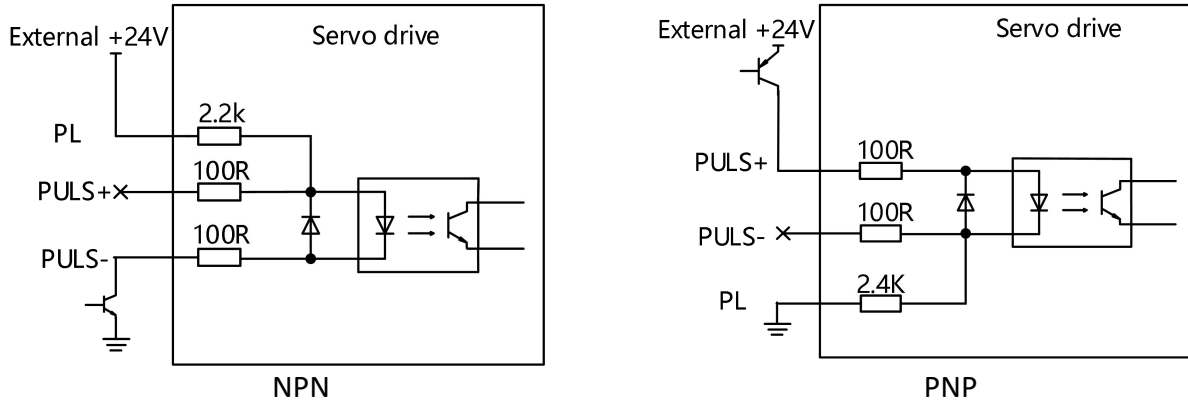 External +24V
Servo drive
2.2k
PL
100R
PULS+
100R
PULS-
NPN
External +24V
Servo drive
100R
PULS+
100R
PULS-
2.4K
PL
PNP